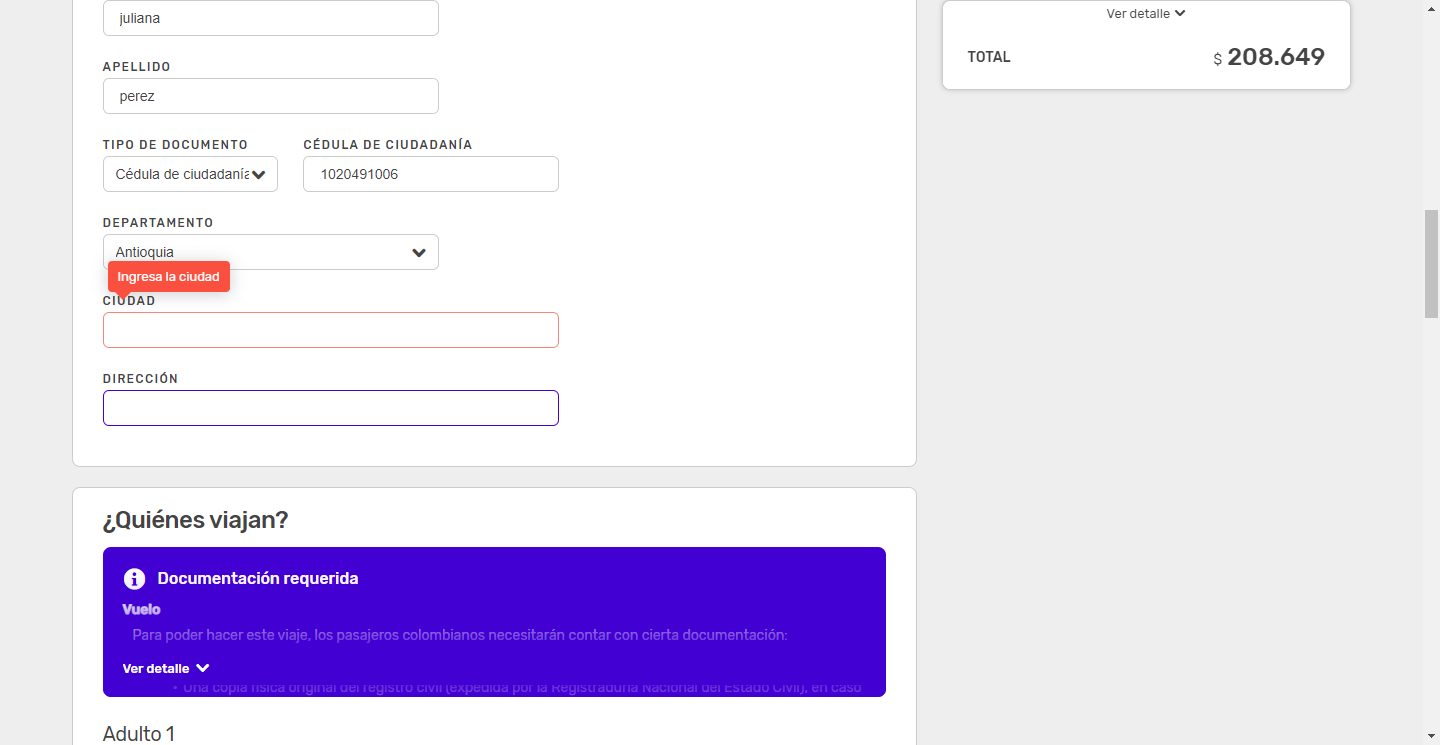 juliana
Ver detalle
TOTAL
$ 208.649
APELLIDO
perez
TIPO DE DOCUMENTO
CÉDULA DE CIUDADANÍA
Cédula de ciudadanía
1020491006
DEPARTAMENTO
Antioquia
Ingresa la ciudad
CIUDAD
DIRECCIÓN
¿Quiénes viajan?
Documentación requerida
Vuelo
Para poder hacer este viaje, los pasajeros colombianos necesitarán contar con cierta documentación:
Ver detalle
• Una copia física original del registro civil (expedida por la Registraduría Nacional del Estado Civil), en caso
Adulto 1